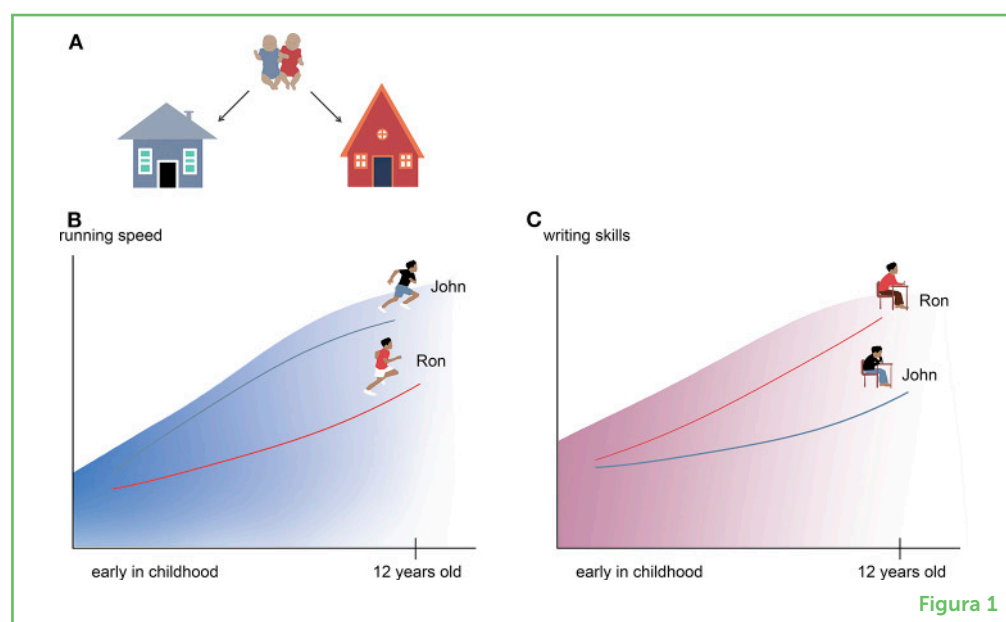 A
B
running speed
John
Ron
early in childhood
12 years old
C
writing skills
Ron
John
early in childhood
12 years old
Figura 1